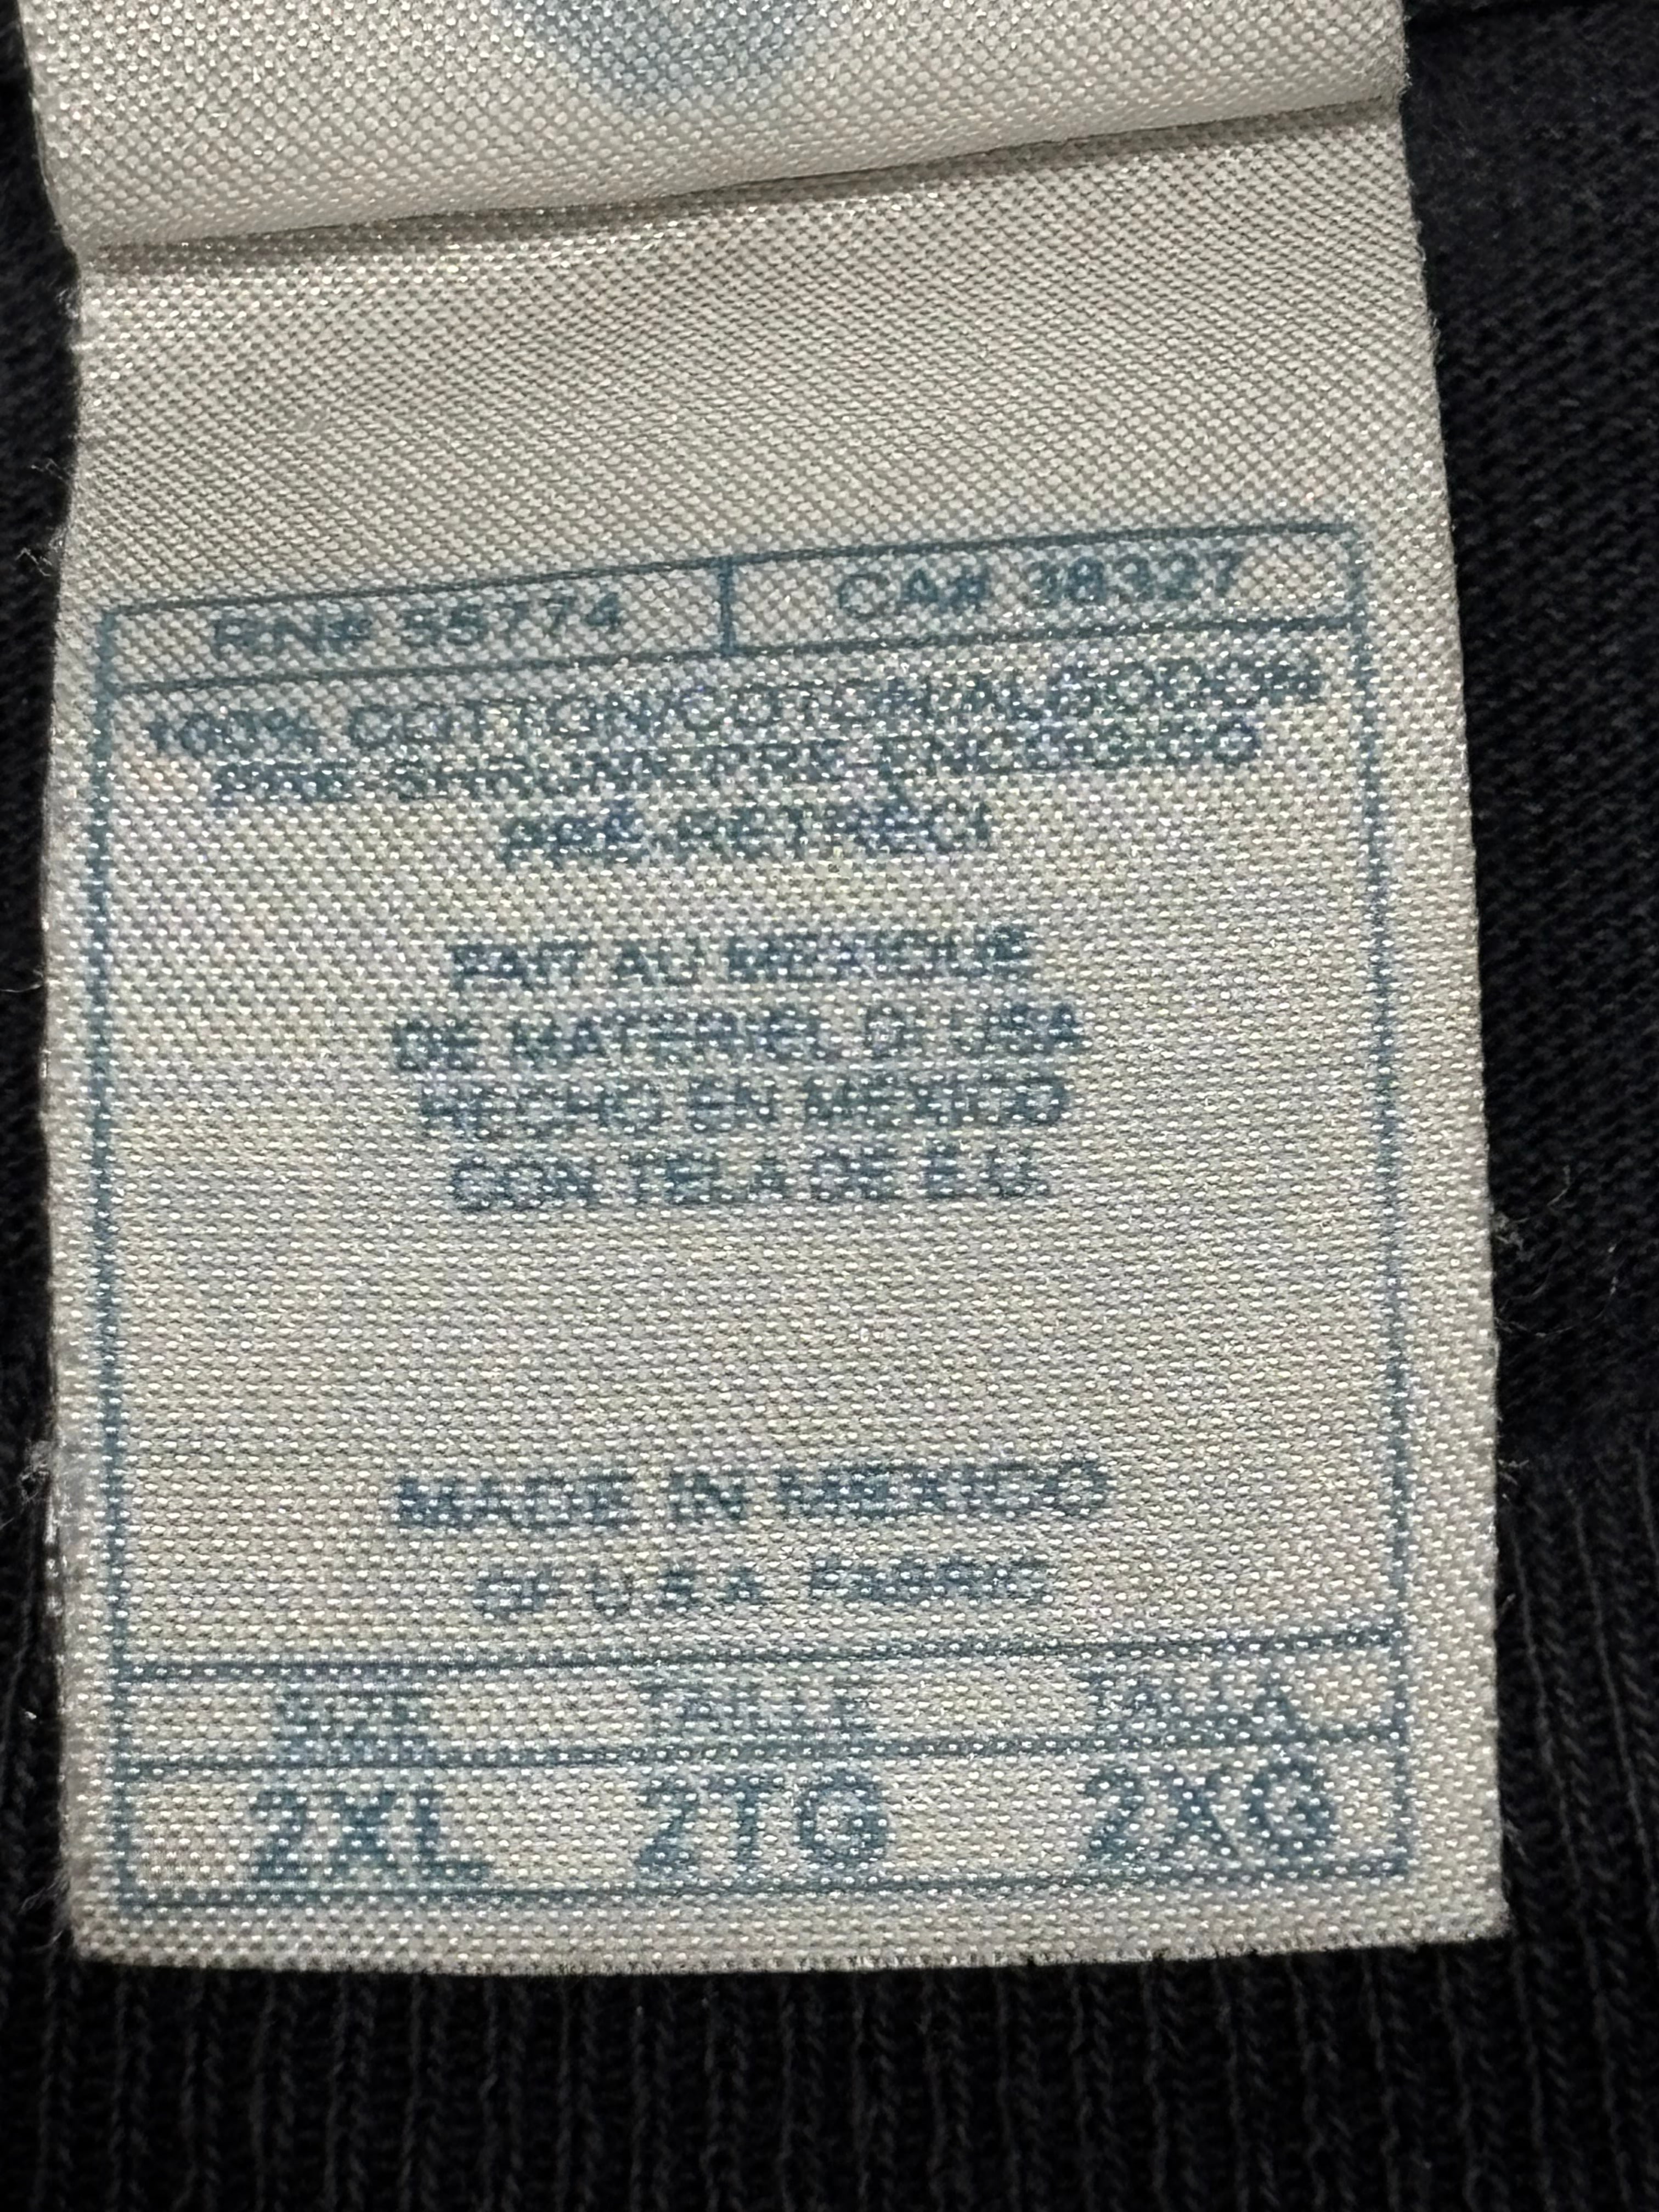 RN# 55774 CA# 38327
100% COTTON/COTON/ALGODON
PRE-SHRUNK-PRE-ENCOGIDO
PRÉ-RÉTRÉCI
FAIT AU MEXIQUE
DE MATERIEL D. USA
HECHO EN MEXICO
CON TELA DE E.U.
MADE IN MEXICO
OF U.S.A. FABRIC
SIZE TAILLE TALLA
2XL 2TG 2XG